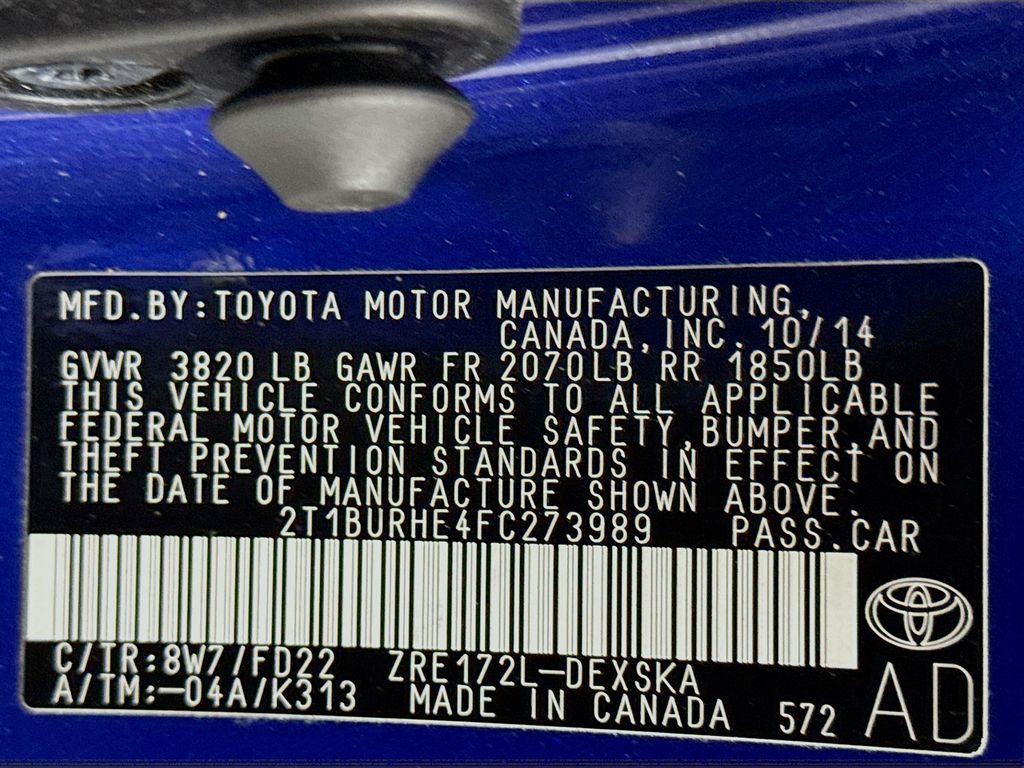 MFD.BY:TOYOTA MOTOR MANUFACTURING,
CANADA,INC. 10/14
GVWR 3820 LB GAWR FR 2070LB RR 1850LB
THIS VEHICLE CONFORMS TO ALL APPLICABLE
FEDERAL MOTOR VEHICLE SAFETY,BUMPER,AND
THEFT PREVENTION STANDARDS IN EFFECT ON
THE DATE OF MANUFACTURE SHOWN ABOVE.
2T1BURHE4FC273989 PASS.CAR
C/TR:8W7/FD22 ZRE172L-DEXSKA
A/TM:-04A/K313 MADE IN CANADA 572 AD